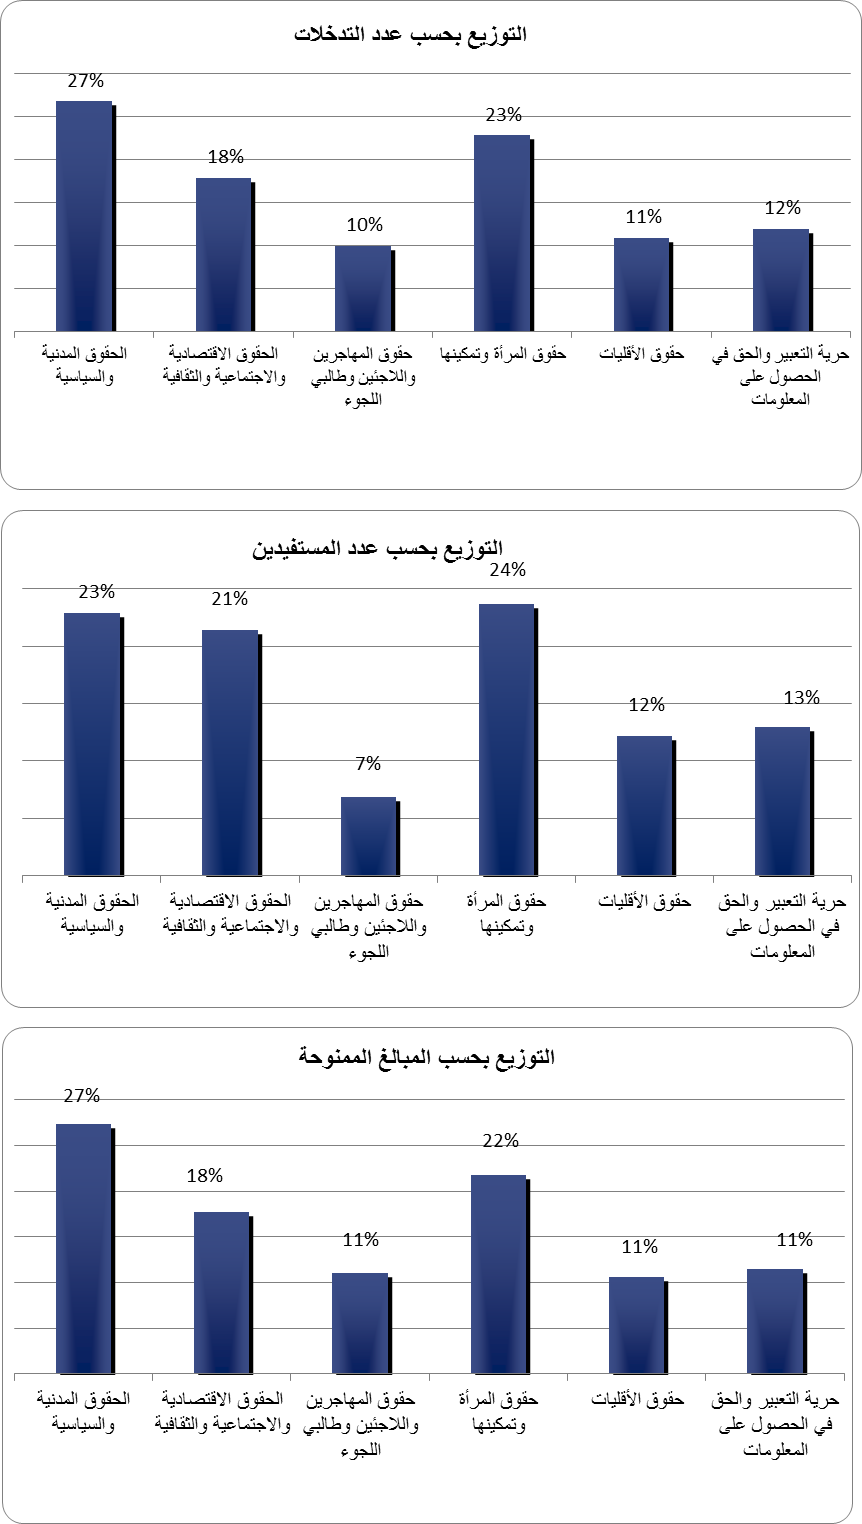 التوزيع بحسب عدد التدخلات
27%
18%
10%
23%
11%
12%
الحقوق المدنية
والسياسية
الحقوق الاقتصادية
والاجتماعية والثقافية
حقوق المهاجرين
واللاجئين وطالبي
اللجوء
حقوق المرأة وتمكينها
حقوق الأقليات
حرية التعبير والحق في
الحصول على
المعلومات
التوزيع بحسب عدد المستفيدين
23%
21%
7%
24%
12%
13%
الحقوق المدنية
والسياسية
الحقوق الاقتصادية
والاجتماعية والثقافية
حقوق المهاجرين
واللاجئين وطالبي
اللجوء
حقوق المرأة
وتمكينها
حقوق الأقليات
حرية التعبير والحق
في الحصول على
المعلومات
التوزيع بحسب المبالغ الممنوحة
27%
18%
11%
22%
11%
11%
الحقوق المدنية
والسياسية
الحقوق الاقتصادية
والاجتماعية والثقافية
حقوق المهاجرين
واللاجئين وطالبي
اللجوء
حقوق المرأة
وتمكينها
حقوق الأقليات
حرية التعبير والحق
في الحصول على
المعلومات